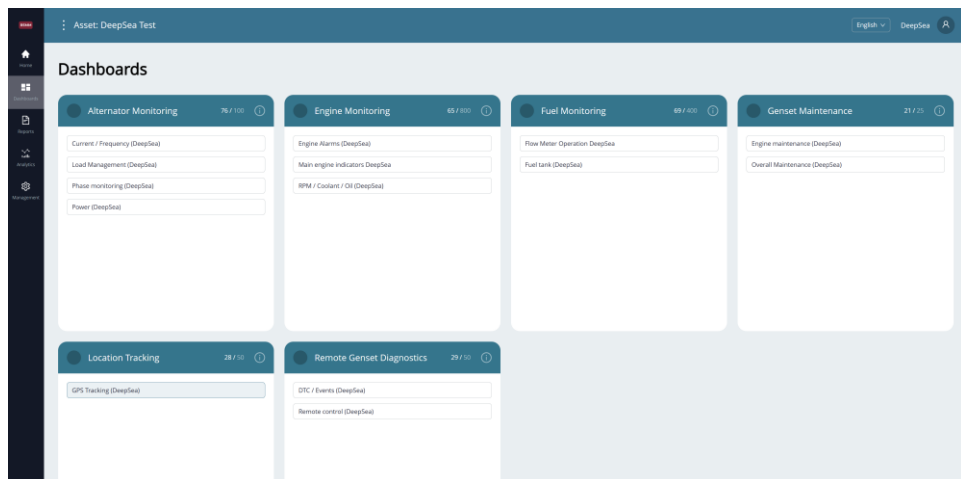 Asset: DeepSea Test
English
DeepSea
Home
Dashboards
Reports
Analytics
Management
Dashboards
Alternator Monitoring 76 / 100
Current / Frequency (DeepSea)
Load Management (DeepSea)
Phase monitoring (DeepSea)
Power (DeepSea)
Engine Monitoring 65 / 800
Engine Alarms (DeepSea)
Main engine indicators DeepSea
RPM / Coolant / Oil (DeepSea)
Fuel Monitoring 69 / 400
Flow Meter Operation DeepSea
Fuel tank (DeepSea)
Genset Maintenance 21 / 25
Engine maintenance (DeepSea)
Overall Maintenance (DeepSea)
Location Tracking 28 / 50
GPS Tracking (DeepSea)
Remote Genset Diagnostics 29 / 50
DTC / Events (DeepSea)
Remote control (DeepSea)